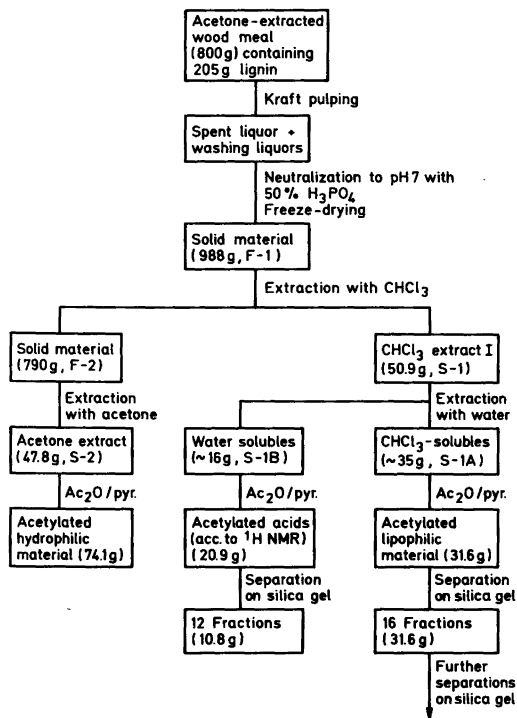 Acetone-extracted
wood meal
(800g) containing
205g lignin
Kraft pulping
Spent liquor +
washing liquors
Neutralization to pH 7 with
50% H₃PO₄
Freeze-drying
Solid material
(988g, F-1)
Extraction with CHCl₃
Solid material
(790g, F-2)
CHCl₃ extract I
(50.9g, S-1)
Extraction
with acetone
Extraction
with water
Acetone extract
(47.8g, S-2)
Water solubles
(~16g, S-1B)
CHCl₃-solubles
(~35g, S-1A)
Ac₂O/pyr.
Ac₂O/pyr.
Ac₂O/pyr.
Acetylated
hydrophilic
material (74.1g)
Acetylated acids
(acc. to ¹H NMR)
(20.9g)
Acetylated
lipophilic
material (31.6g)
Separation
on silica gel
Separation
on silica gel
12 Fractions
(10.8g)
16 Fractions
(31.6g)
Further
separations
on silica gel